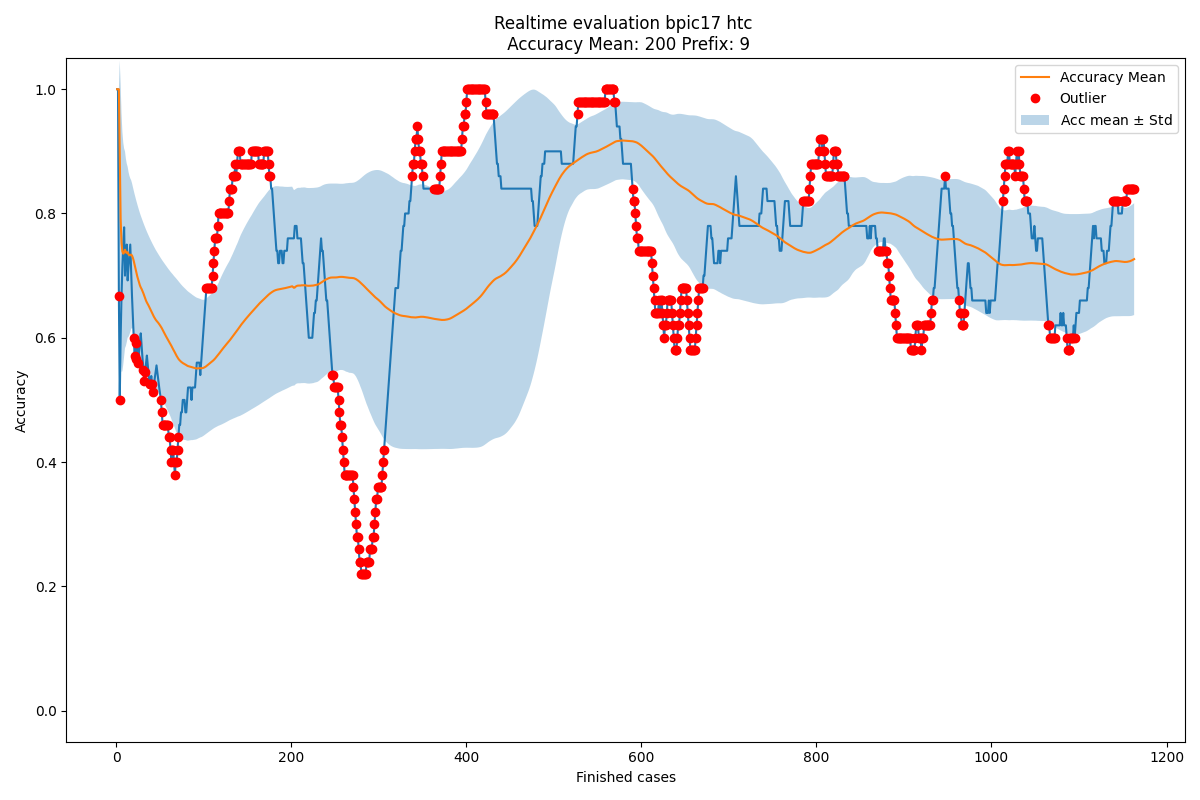 Realtime evaluation bpic17 htc
Accuracy Mean: 200 Prefix: 9
Accuracy Mean
Outlier
Acc mean ± Std
1.0
0.8
0.6
0.4
0.2
0.0
Accuracy
0 200 400 600 800 1000 1200
Finished cases